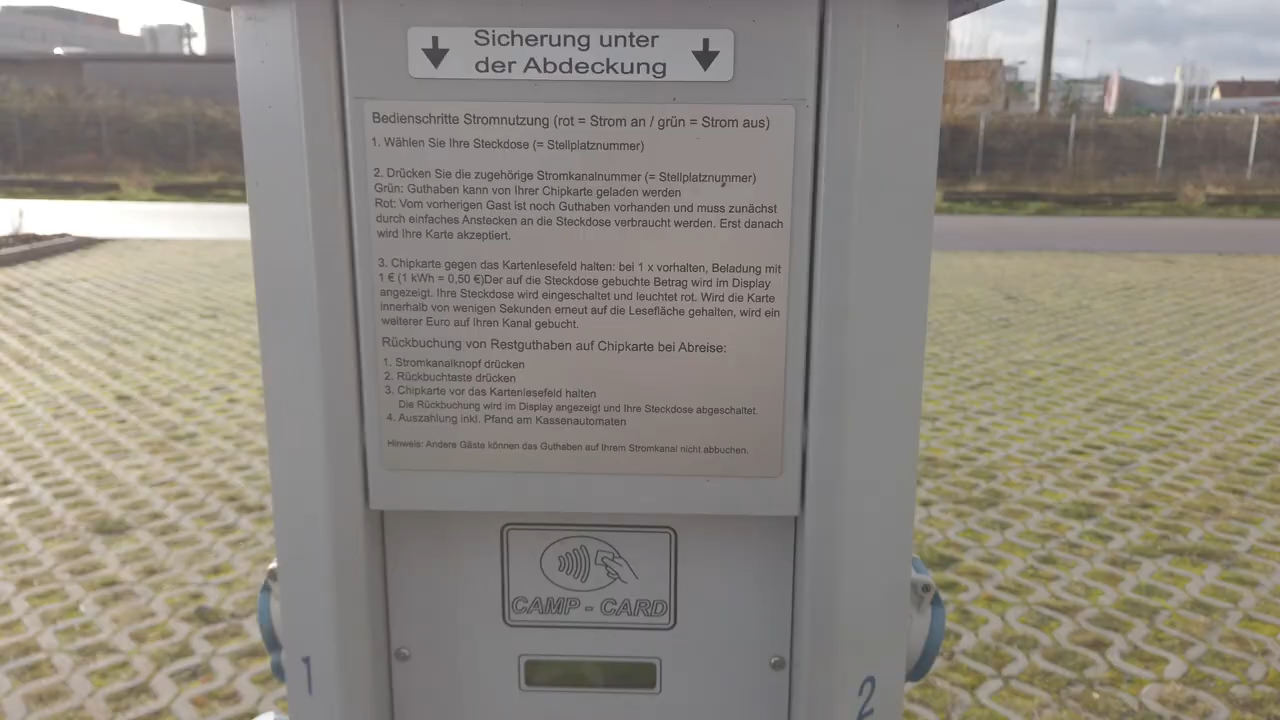 Sicherung unter
der Abdeckung
Bedienschritte Stromnutzung (rot = Strom an / grün = Strom aus)
1. Wählen Sie Ihre Steckdose (= Stellplatznummer)
2. Drücken Sie die zugehörige Stromkanalnummer (= Stellplatznummer)
Grün: Guthaben kann von Ihrer Chipkarte geladen werden
Rot: Vom vorherigen Gast ist noch Guthaben vorhanden und muss zunächst
durch einfaches Anstecken an die Steckdose verbraucht werden. Erst danach
wird Ihre Karte akzeptiert.
3. Chipkarte gegen das Kartenlesefeld halten: bei 1 x vorhalten, Beladung mit
1 € (1 kWh = 0,50 €)Der auf die Steckdose gebuchte Betrag wird im Display
angezeigt. Ihre Steckdose wird eingeschaltet und leuchtet rot. Wird die Karte
innerhalb von wenigen Sekunden erneut auf die Lesefläche gehalten, wird ein
weiterer Euro auf Ihren Kanal gebucht.
Rückbuchung von Restguthaben auf Chipkarte bei Abreise:
1. Stromkanalknopf drücken
2. Rückbuchtaste drücken
3. Chipkarte vor das Kartenlesefeld halten
Die Rückbuchung wird im Display angezeigt und Ihre Steckdose abgeschaltet.
4. Auszahlung inkl. Pfand am Kassenautomaten
Hinweis: Andere Gäste können das Guthaben auf Ihrem Stromkanal nicht abbuchen.
CAMP - CARD
1
2